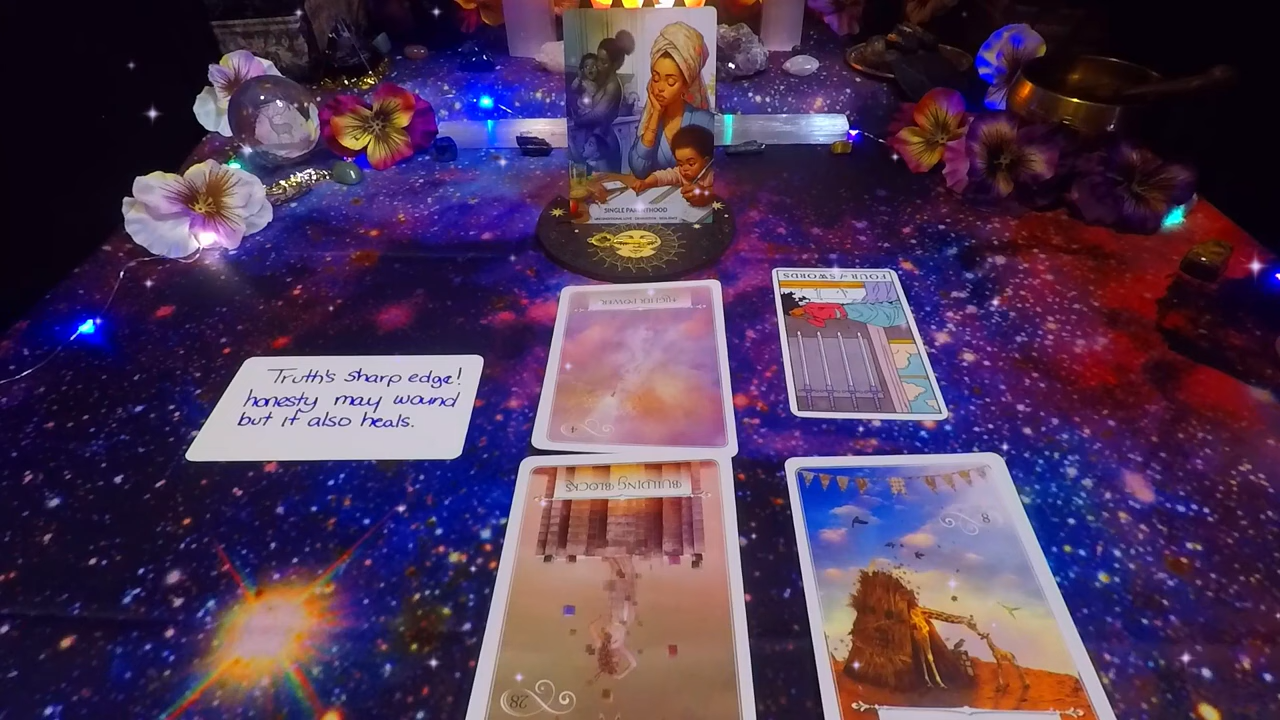 SINGLE PARENTHOOD
FOUR of SWORDS
HIGHER POWER
4
Truth's sharp edge!
honesty may wound
but it also heals.
BUILDING BLOCKS
28
8